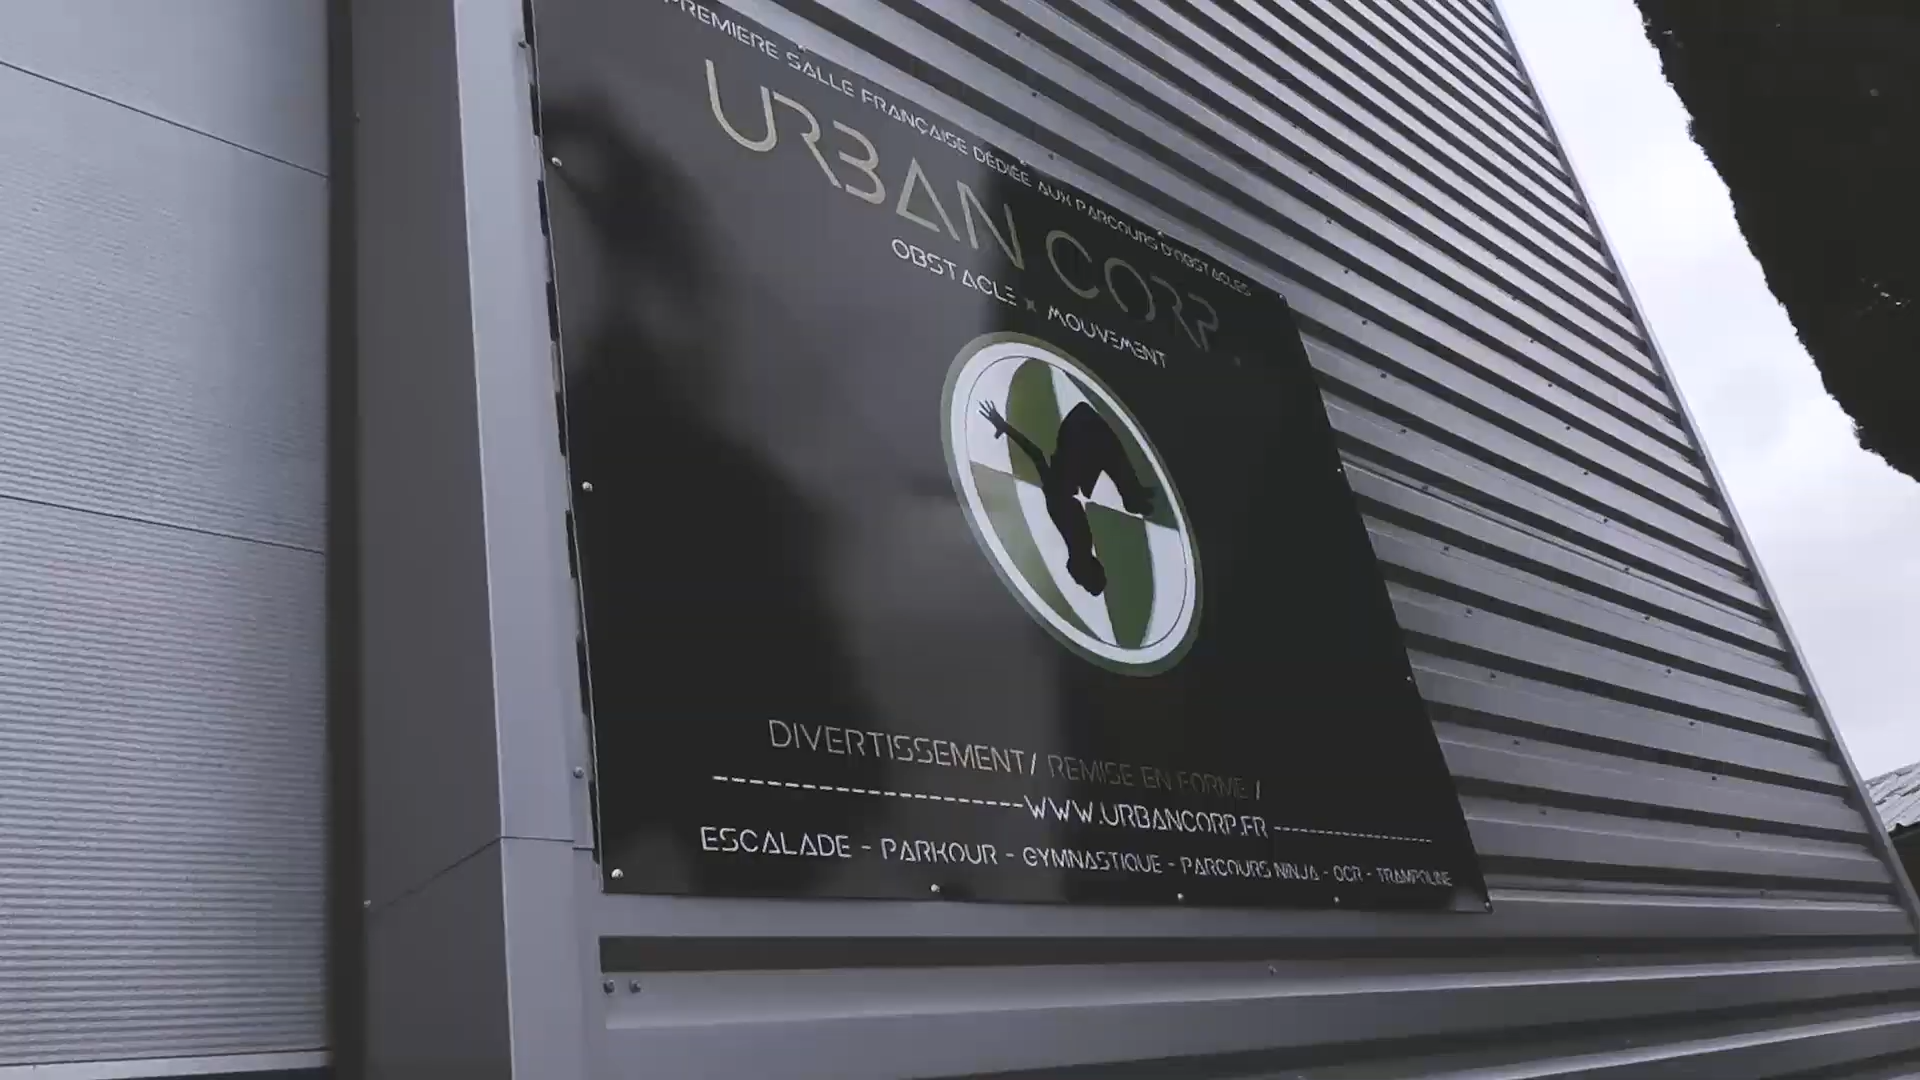 PREMIERE SALLE FRANÇAISE DÉDIÉE AUX PARCOURS D'OBSTACLES
URBAN CORP.
OBSTACLE X MOUVEMENT
DIVERTISSEMENT / REMISE EN FORME /
--------------------WWW.URBANCORP.FR--------------------
ESCALADE - PARKOUR - GYMNASTIQUE - PARCOURS NINJA - OCR - TRAMPOLINE